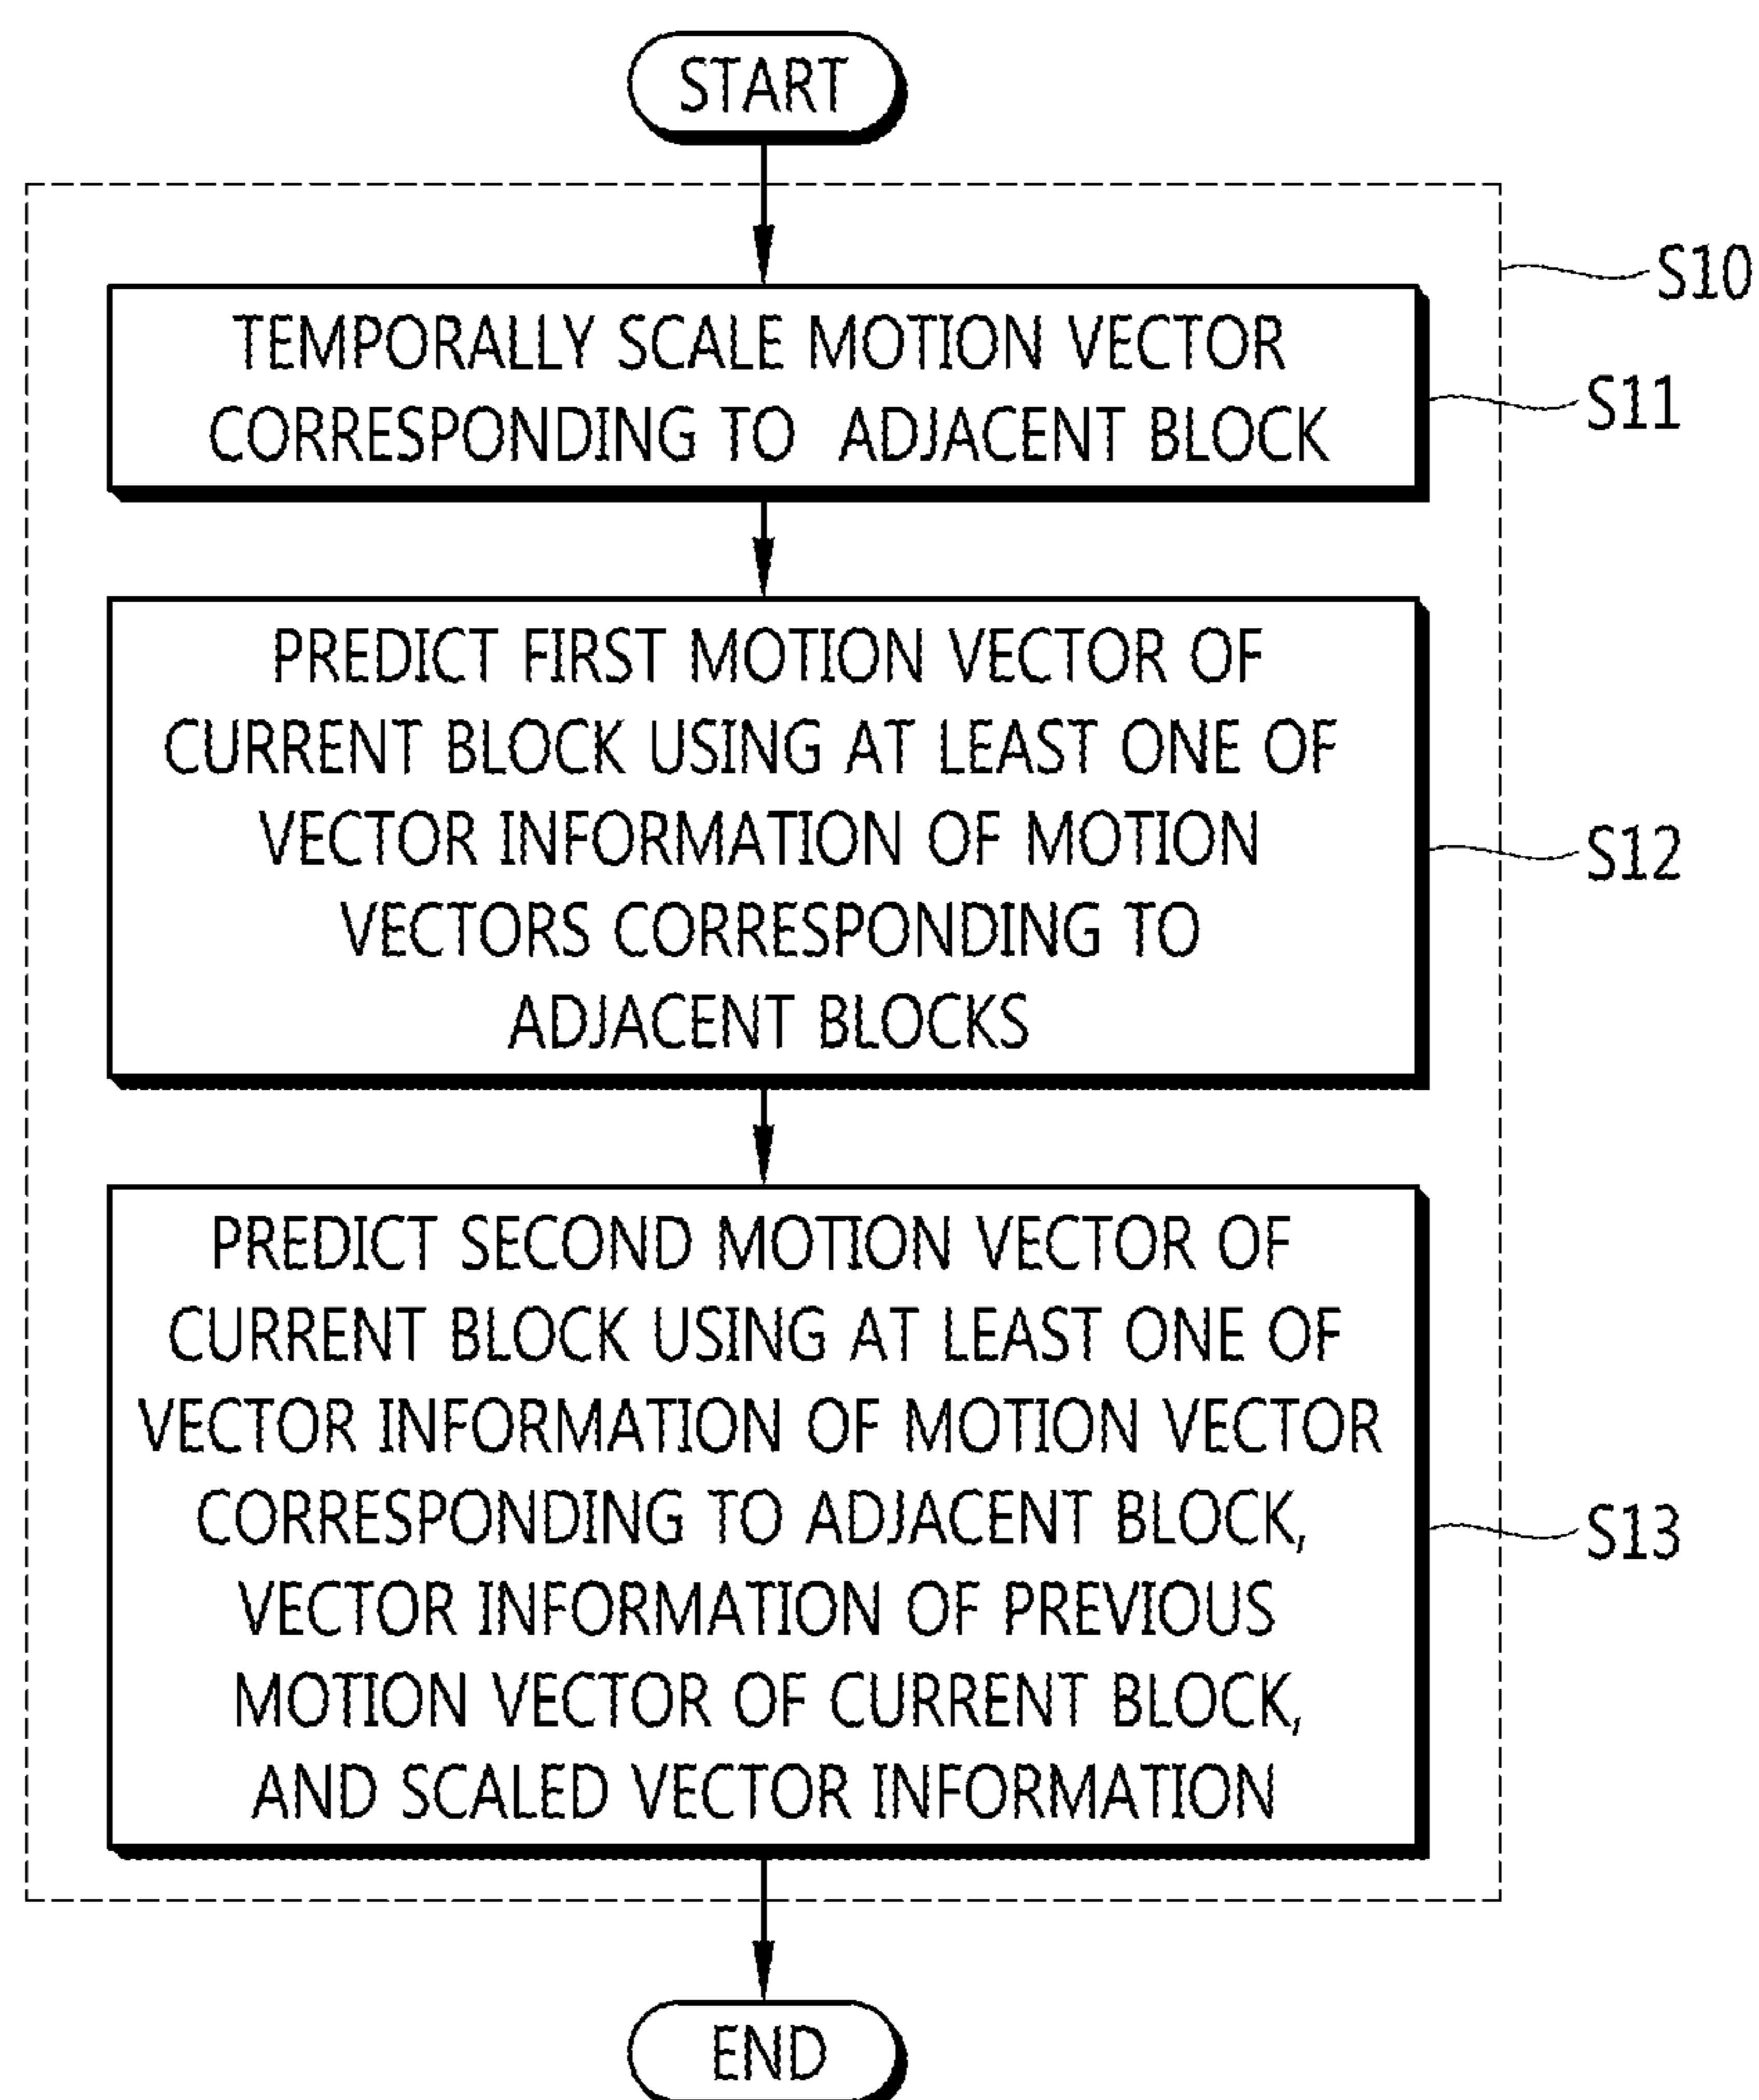 START
S10
TEMPORALLY SCALE MOTION VECTOR
CORRESPONDING TO ADJACENT BLOCK
S11
PREDICT FIRST MOTION VECTOR OF
CURRENT BLOCK USING AT LEAST ONE OF
VECTOR INFORMATION OF MOTION
VECTORS CORRESPONDING TO
ADJACENT BLOCKS
S12
PREDICT SECOND MOTION VECTOR OF
CURRENT BLOCK USING AT LEAST ONE OF
VECTOR INFORMATION OF MOTION VECTOR
CORRESPONDING TO ADJACENT BLOCK,
VECTOR INFORMATION OF PREVIOUS
MOTION VECTOR OF CURRENT BLOCK,
AND SCALED VECTOR INFORMATION
S13
END